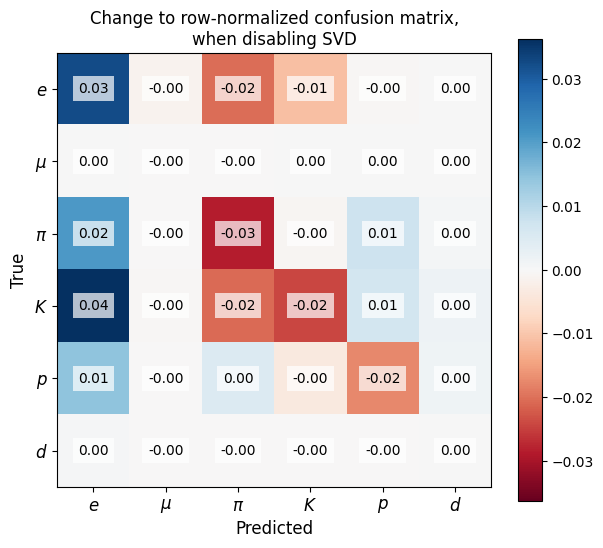 Change to row-normalized confusion matrix,
when disabling SVD
e 0.03 -0.00 -0.02 -0.01 -0.00 0.00
μ 0.00 -0.00 -0.00 0.00 0.00 0.00
π 0.02 -0.00 -0.03 -0.00 0.01 0.00
K 0.04 -0.00 -0.02 -0.02 0.01 0.00
p 0.01 -0.00 0.00 -0.00 -0.02 0.00
d 0.00 -0.00 -0.00 -0.00 -0.00 0.00
True
e μ π K p d
Predicted
0.03
0.02
0.01
0.00
−0.01
−0.02
−0.03